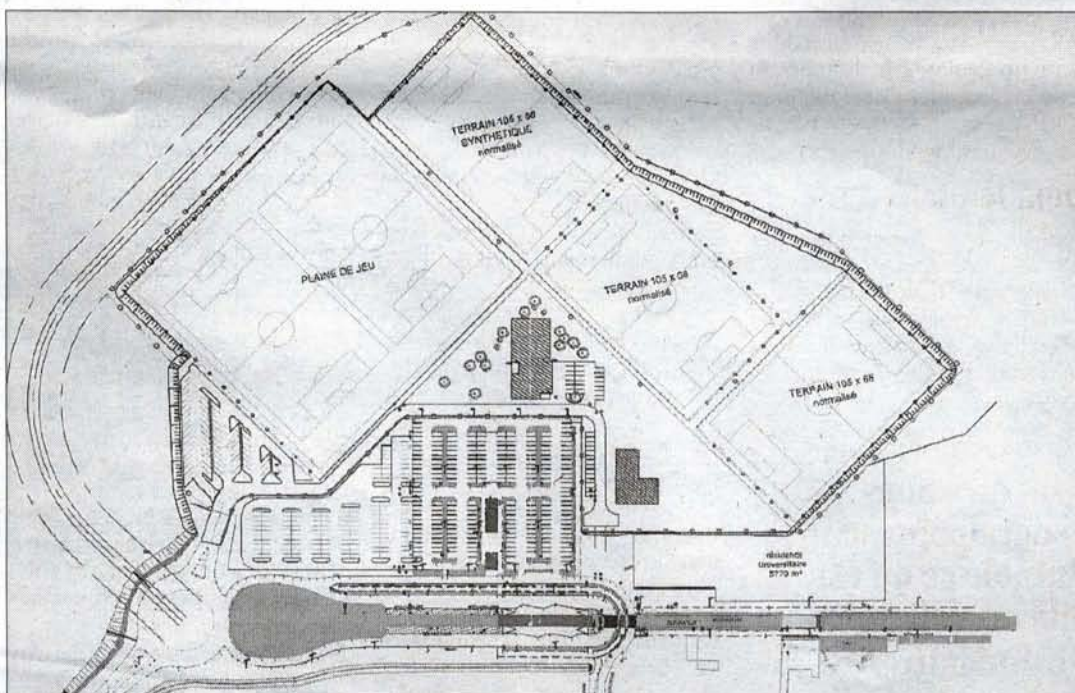 TERRAIN 105 x 68
SYNTHETIQUE
normalisé
PLAINE DE JEU
TERRAIN 105 x 68
normalisé
TERRAIN 105 x 68
normalisé
résidence
Universitaire
5770 m²